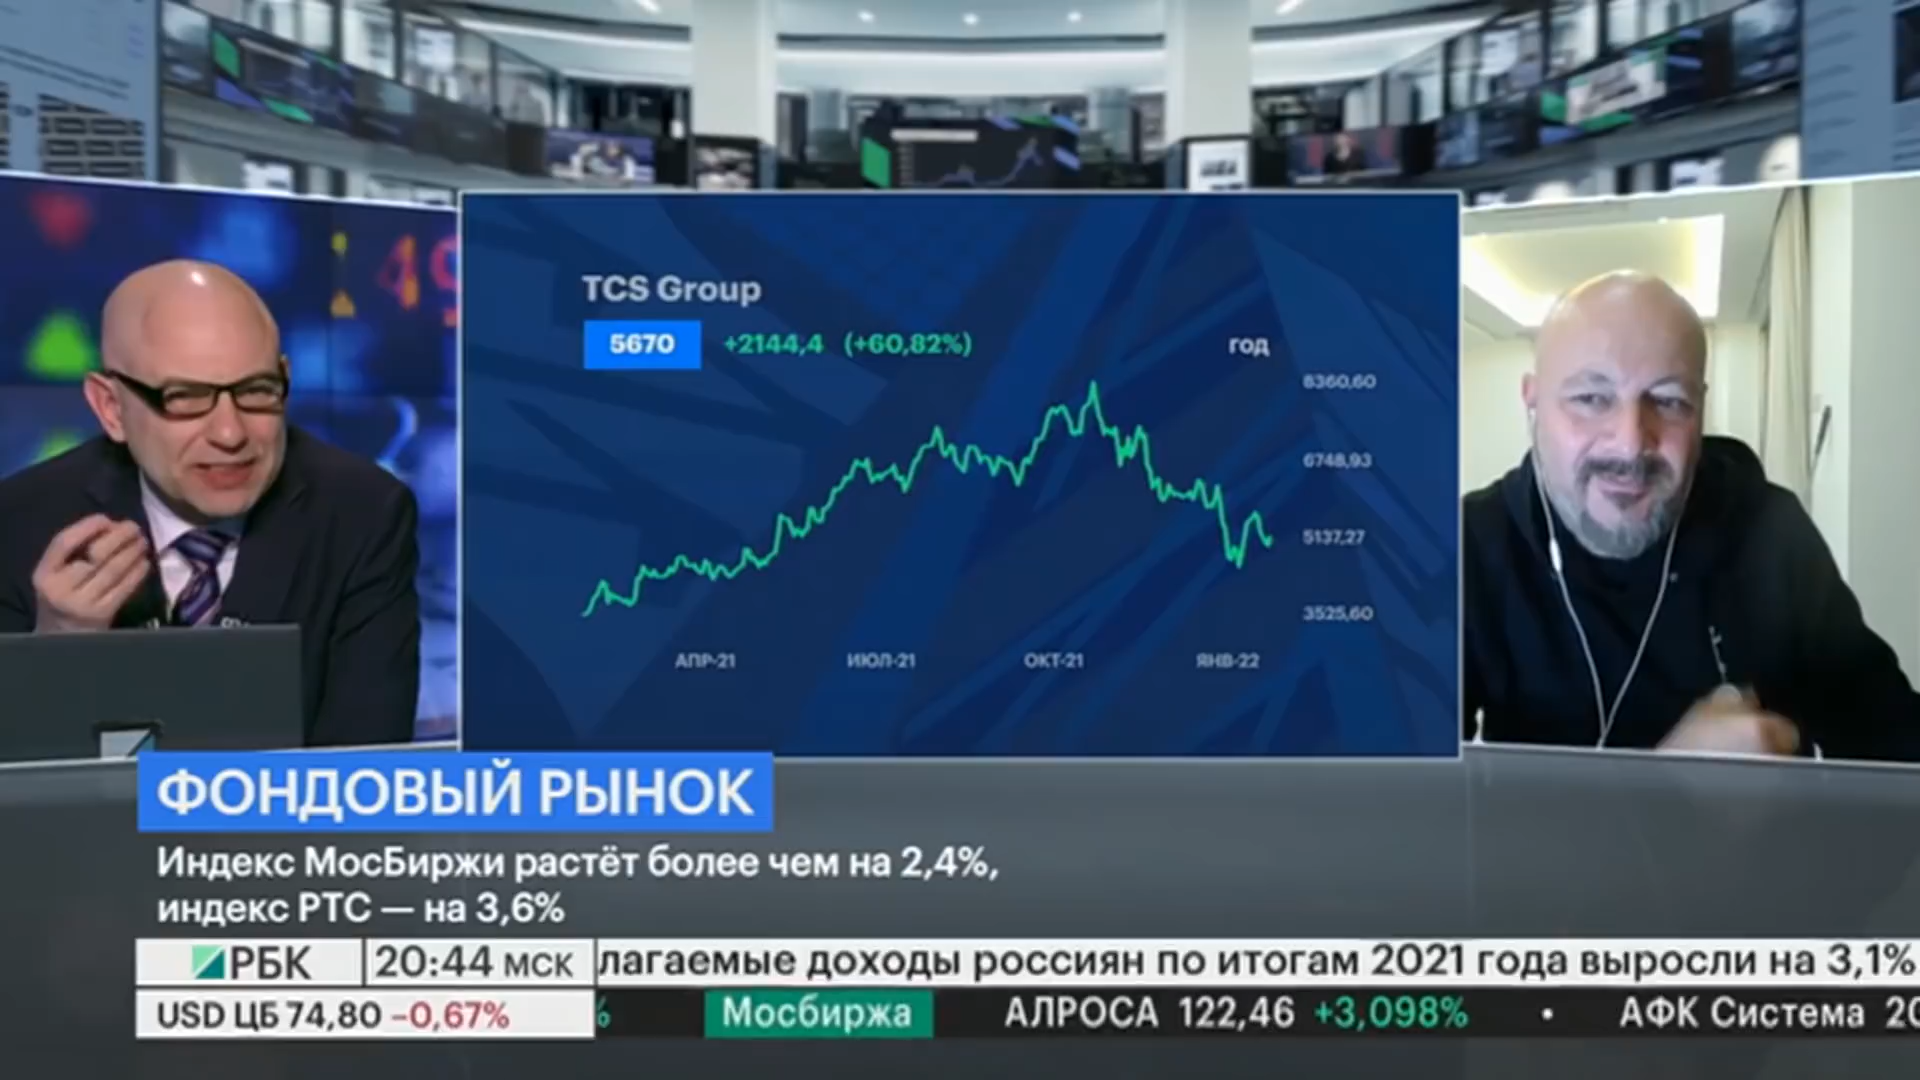 TCS Group
5670 +2144,4 (+60,82%) год
8360,60
6748,93
5137,27
3525,60
АПР-21 ИЮЛ-21 ОКТ-21 ЯНВ-22
ФОНДОВЫЙ РЫНОК
Индекс МосБиржи растёт более чем на 2,4%,
индекс РТС — на 3,6%
РБК 20:44 МСК лагаемые доходы россиян по итогам 2021 года выросли на 3,1%
USD ЦБ 74,80 -0,67% % Мосбиржа АЛРОСА 122,46 +3,098% • АФК Система 20